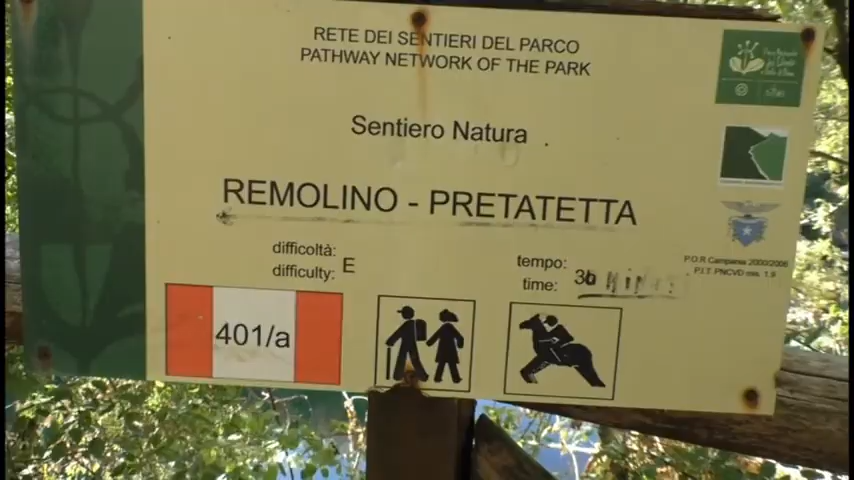 RETE DEI SENTIERI DEL PARCO
PATHWAY NETWORK OF THE PARK
Sentiero Natura
REMOLINO - PRETATETTA
difficoltà: E
difficulty:
tempo:
time:
P.O.R. Campania 2000/2006
P.I.T. PNCVD mis. 1.9
401/a